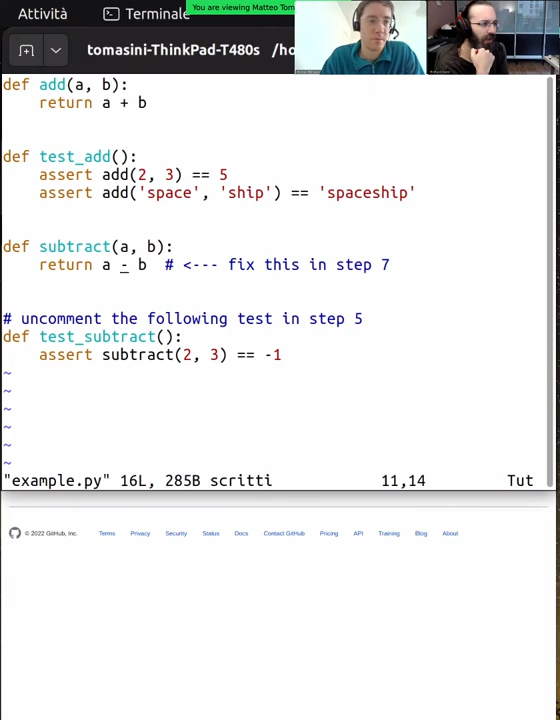 Attività
Terminale
You are viewing Matteo Tom
tomasini-ThinkPad-T480s: /ho
def add(a, b):
    return a + b
def test_add():
    assert add(2, 3) == 5
    assert add('space', 'ship') == 'spaceship'
def subtract(a, b):
    return a - b  # <--- fix this in step 7
# uncomment the following test in step 5
def test_subtract():
    assert subtract(2, 3) == -1
~
~
~
~
~
~
"example.py" 16L, 285B scritti 11,14 Tut
© 2022 GitHub, Inc. Terms Privacy Security Status Docs Contact GitHub Pricing API Training Blog About